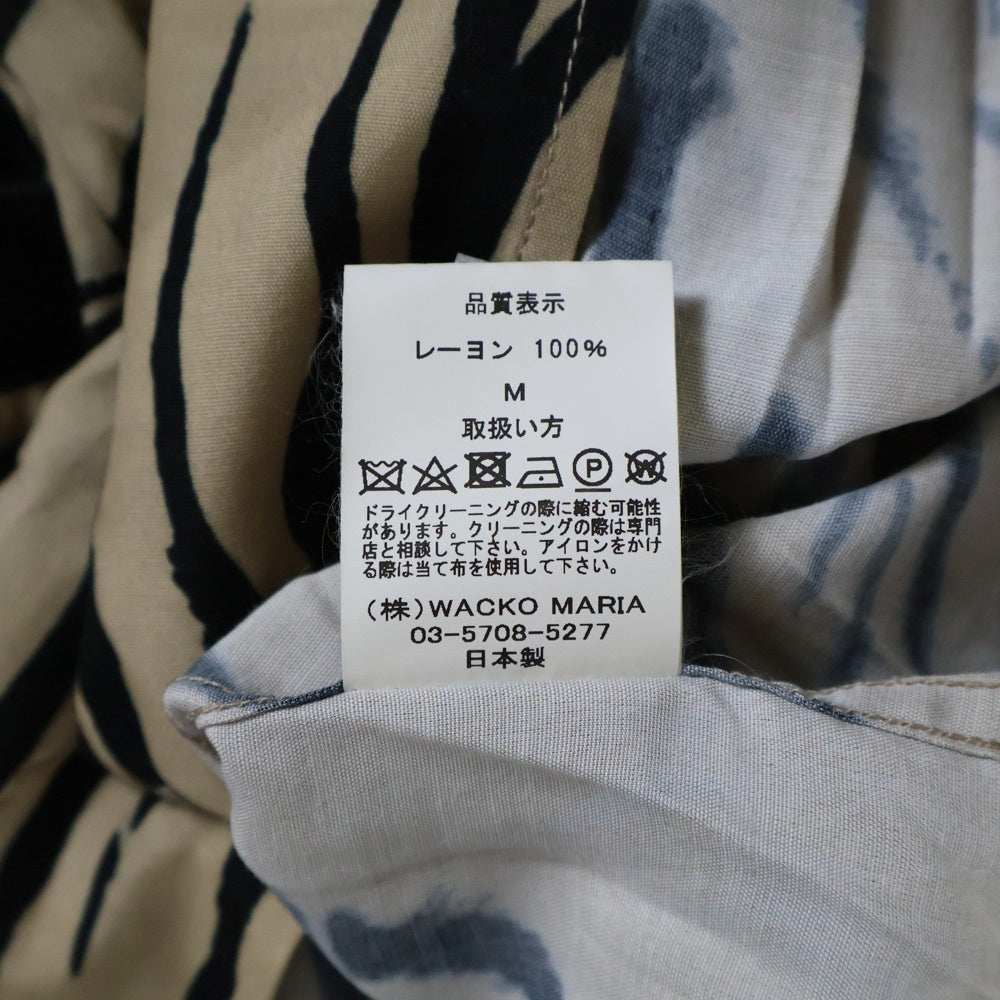 品質表示
レーヨン 100%
M
取扱い方
P W
ドライクリーニングの際に縮む可能性
があります。クリーニングの際は専門
店と相談して下さい。アイロンをかけ
る際は当て布を使用して下さい。
(株)WACKO MARIA
03-5708-5277
日本製